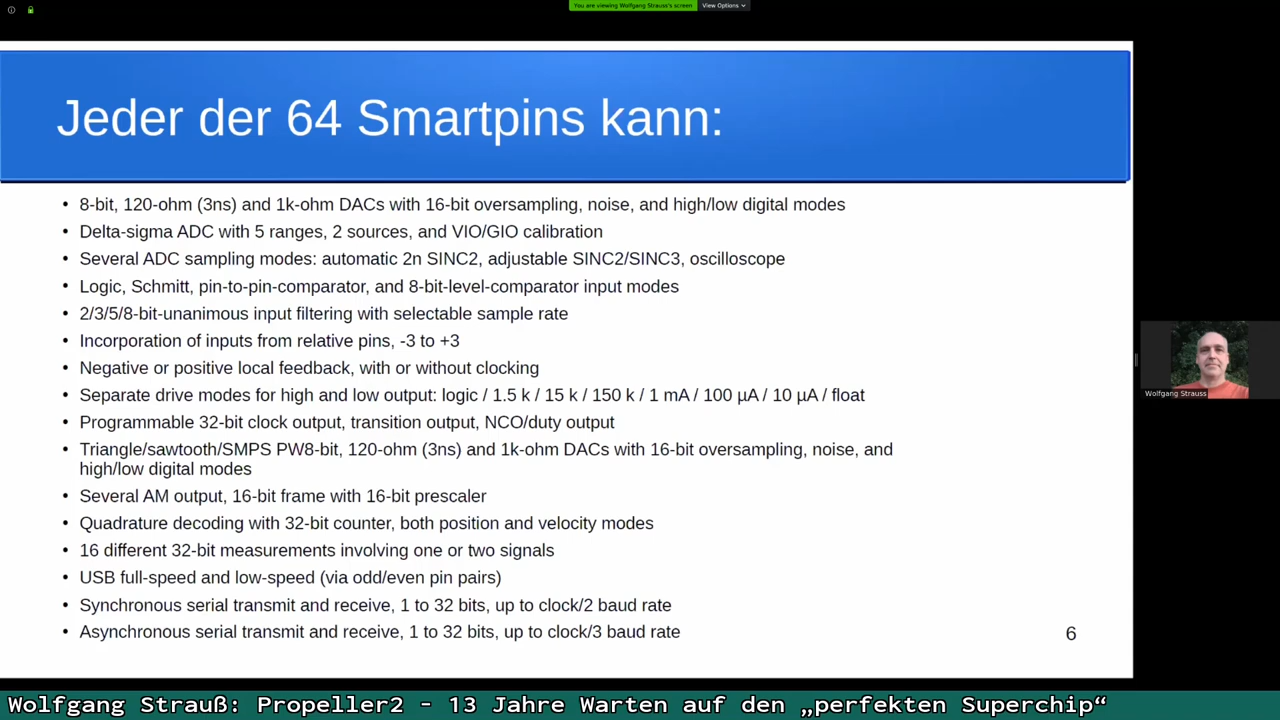 You are viewing Wolfgang Strauss's screen
View Options
Jeder der 64 Smartpins kann:
• 8-bit, 120-ohm (3ns) and 1k-ohm DACs with 16-bit oversampling, noise, and high/low digital modes
• Delta-sigma ADC with 5 ranges, 2 sources, and VIO/GIO calibration
• Several ADC sampling modes: automatic 2n SINC2, adjustable SINC2/SINC3, oscilloscope
• Logic, Schmitt, pin-to-pin-comparator, and 8-bit-level-comparator input modes
• 2/3/5/8-bit-unanimous input filtering with selectable sample rate
• Incorporation of inputs from relative pins, -3 to +3
• Negative or positive local feedback, with or without clocking
• Separate drive modes for high and low output: logic / 1.5 k / 15 k / 150 k / 1 mA / 100 µA / 10 µA / float
• Programmable 32-bit clock output, transition output, NCO/duty output
• Triangle/sawtooth/SMPS PW8-bit, 120-ohm (3ns) and 1k-ohm DACs with 16-bit oversampling, noise, and
high/low digital modes
• Several AM output, 16-bit frame with 16-bit prescaler
• Quadrature decoding with 32-bit counter, both position and velocity modes
• 16 different 32-bit measurements involving one or two signals
• USB full-speed and low-speed (via odd/even pin pairs)
• Synchronous serial transmit and receive, 1 to 32 bits, up to clock/2 baud rate
• Asynchronous serial transmit and receive, 1 to 32 bits, up to clock/3 baud rate
6
Wolfgang Strauss
Wolfgang Strauß: Propeller2 - 13 Jahre Warten auf den „perfekten Superchip“